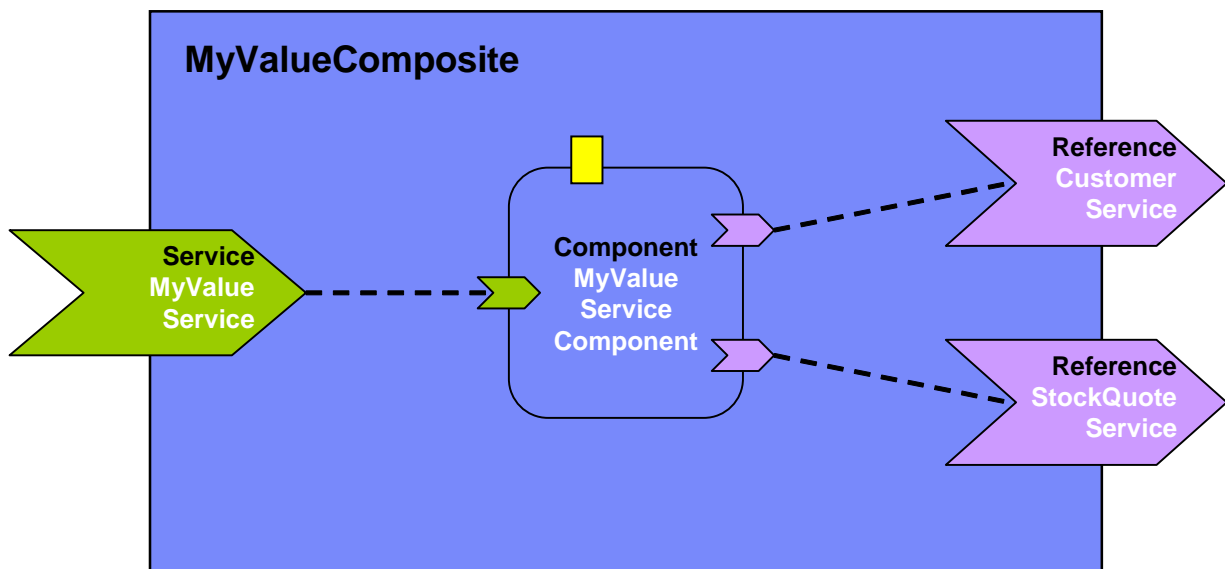 MyValueComposite
Service
MyValue
Service
Component
MyValue
Service
Component
Reference
Customer
Service
Reference
StockQuote
Service